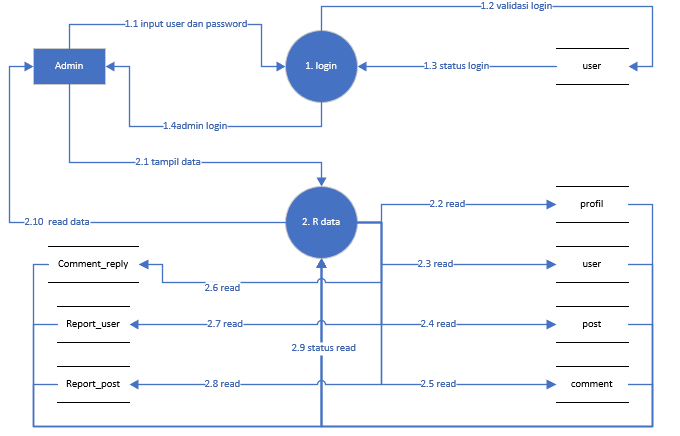 1.2 validasi login
1.1 input user dan password
Admin
1. login
1.3 status login
user
1.4admin login
2.1 tampil data
2.2 read
profil
2.10 read data
2. R data
Comment_reply
2.3 read
user
2.6 read
Report_user
2.7 read
2.4 read
post
2.9 status read
Report_post
2.8 read
2.5 read
comment